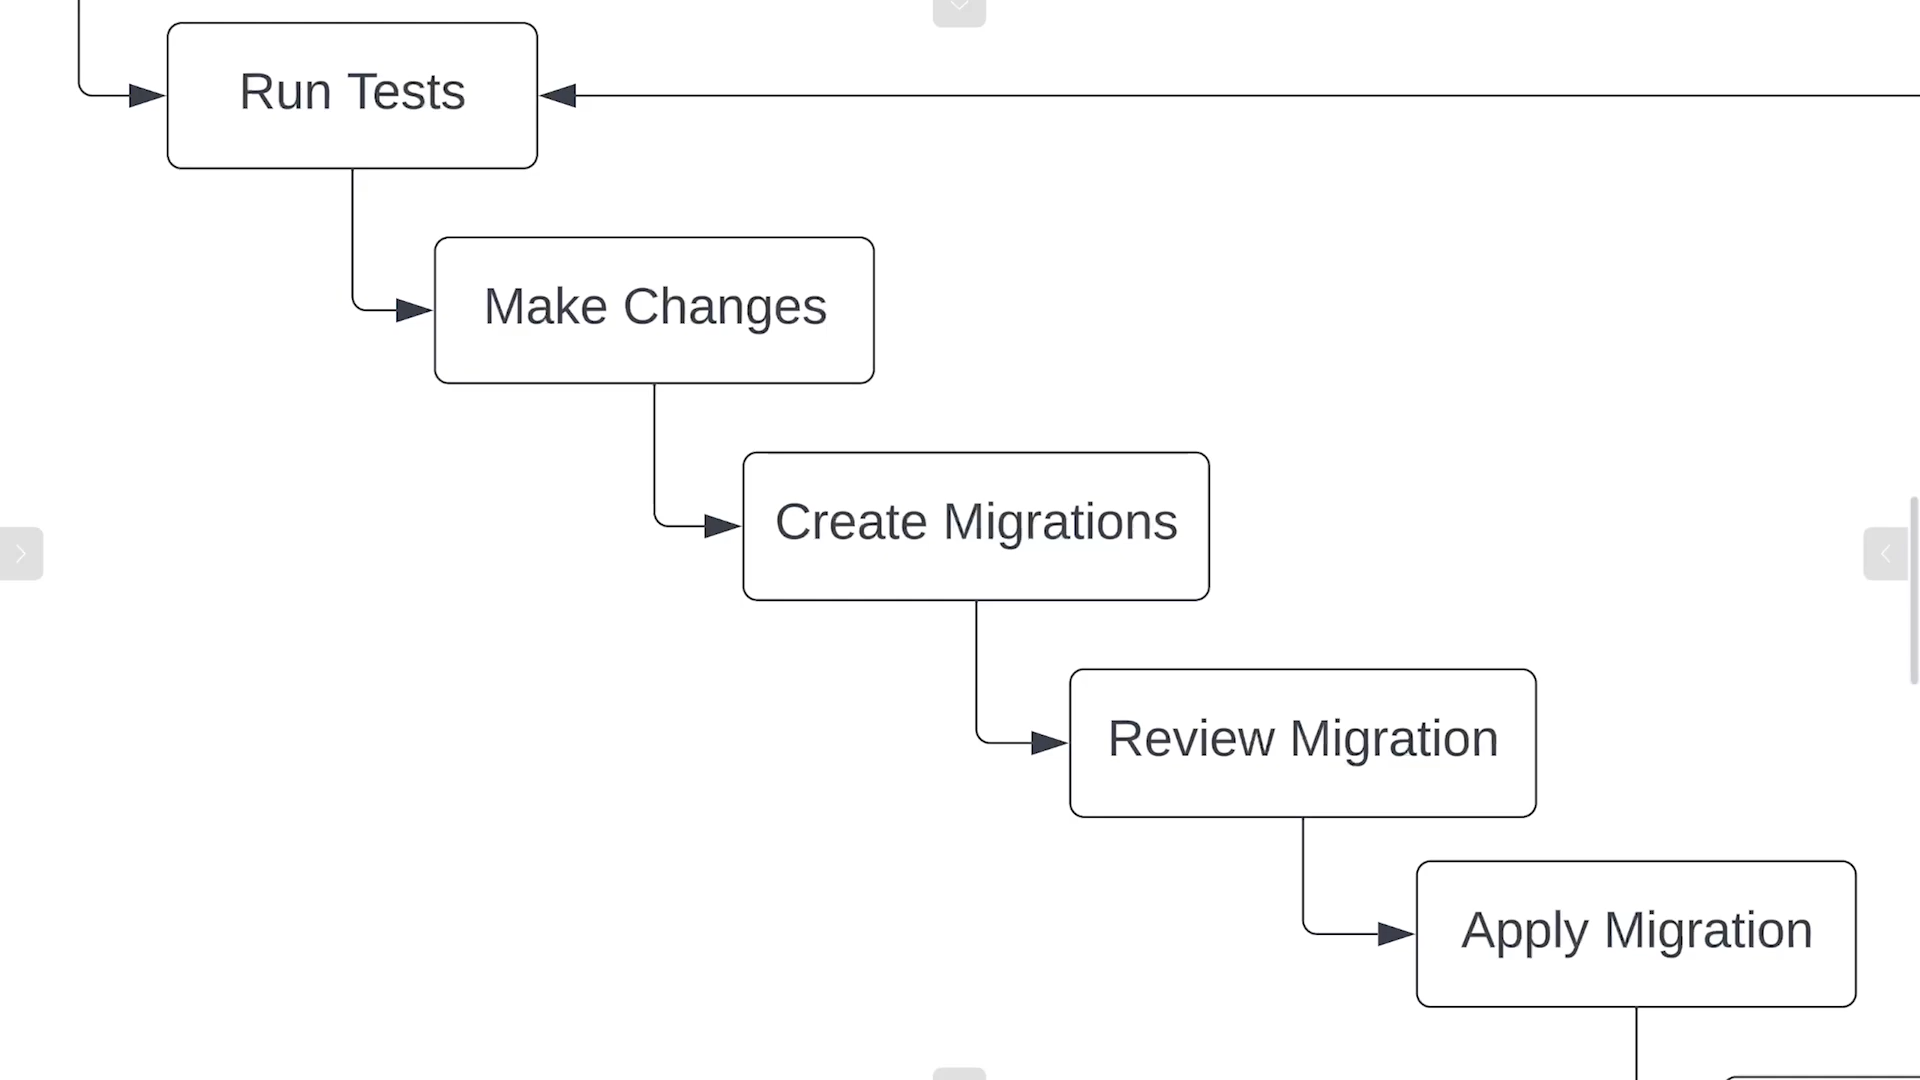 Run Tests
Make Changes
Create Migrations
Review Migration
Apply Migration